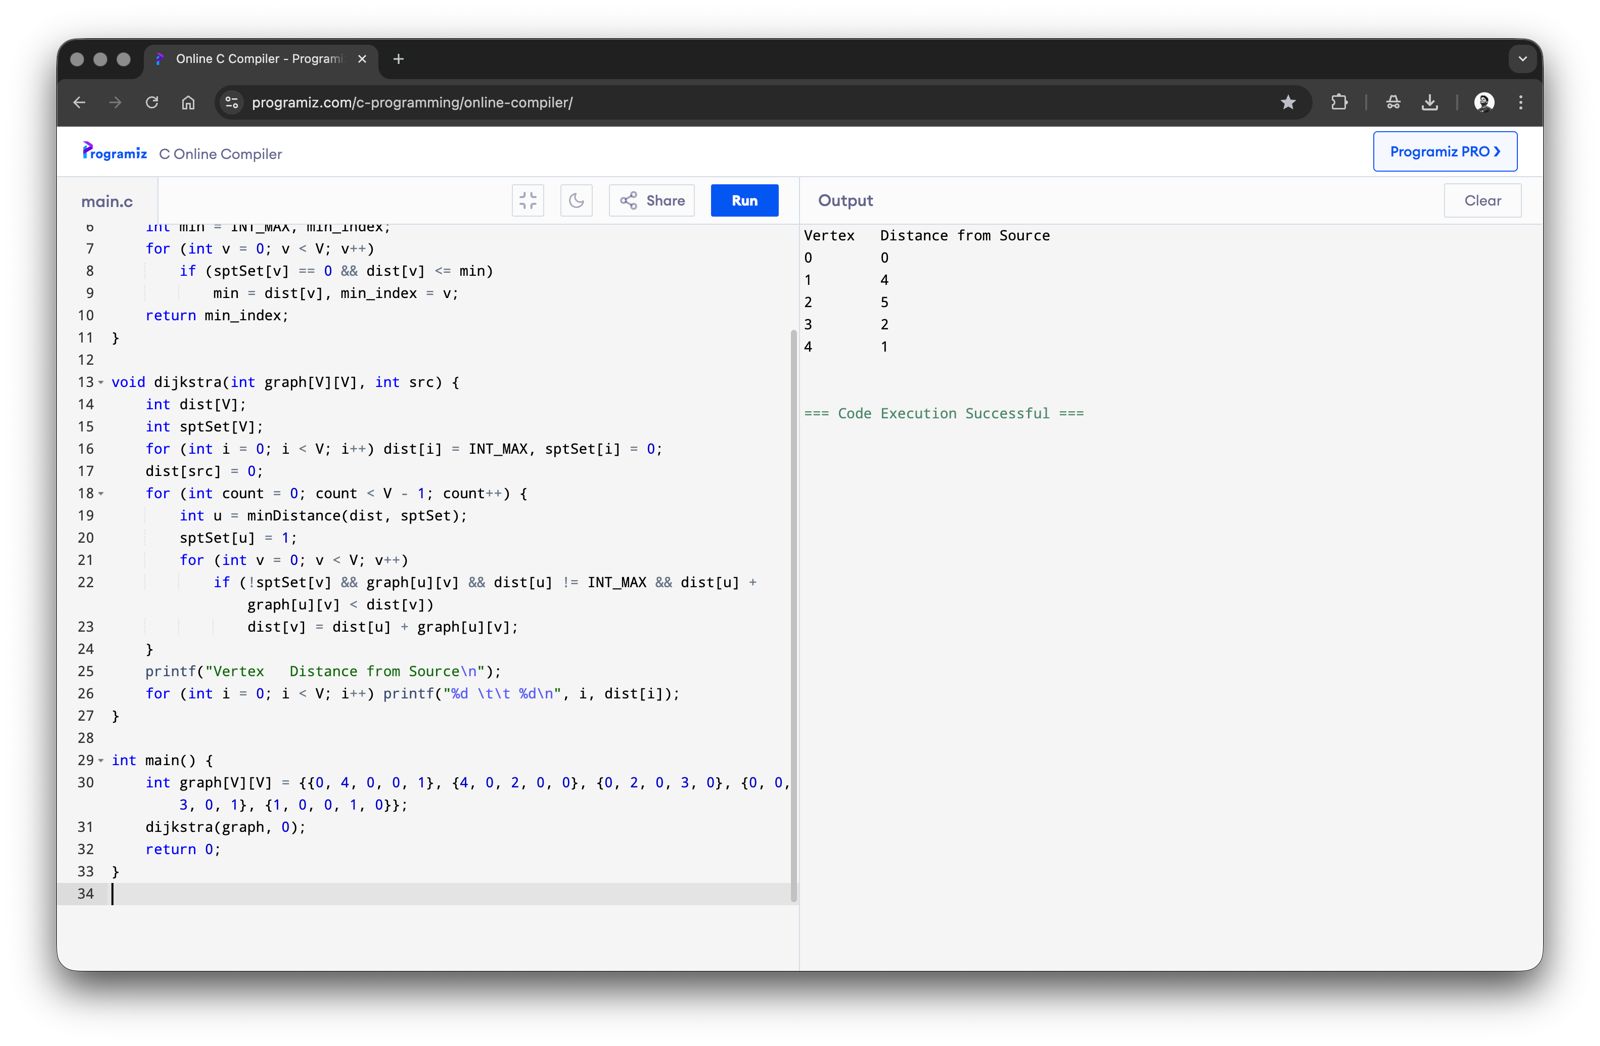 Online C Compiler - Programi
programiz.com/c-programming/online-compiler/
Programiz C Online Compiler
Programiz PRO
main.c
Share
Run
Output
Clear
6 int min = INT_MAX, min_index;
7 for (int v = 0; v < V; v++)
8 if (sptSet[v] == 0 && dist[v] <= min)
9 min = dist[v], min_index = v;
10 return min_index;
11 }
12
13 void dijkstra(int graph[V][V], int src) {
14 int dist[V];
15 int sptSet[V];
16 for (int i = 0; i < V; i++) dist[i] = INT_MAX, sptSet[i] = 0;
17 dist[src] = 0;
18 for (int count = 0; count < V - 1; count++) {
19 int u = minDistance(dist, sptSet);
20 sptSet[u] = 1;
21 for (int v = 0; v < V; v++)
22 if (!sptSet[v] && graph[u][v] && dist[u] != INT_MAX && dist[u] +
graph[u][v] < dist[v])
23 dist[v] = dist[u] + graph[u][v];
24 }
25 printf("Vertex   Distance from Source\n");
26 for (int i = 0; i < V; i++) printf("%d \t\t %d\n", i, dist[i]);
27 }
28
29 int main() {
30 int graph[V][V] = {{0, 4, 0, 0, 1}, {4, 0, 2, 0, 0}, {0, 2, 0, 3, 0}, {0, 0,
3, 0, 1}, {1, 0, 0, 1, 0}};
31 dijkstra(graph, 0);
32 return 0;
33 }
34
Vertex   Distance from Source
0 0
1 4
2 5
3 2
4 1
=== Code Execution Successful ===